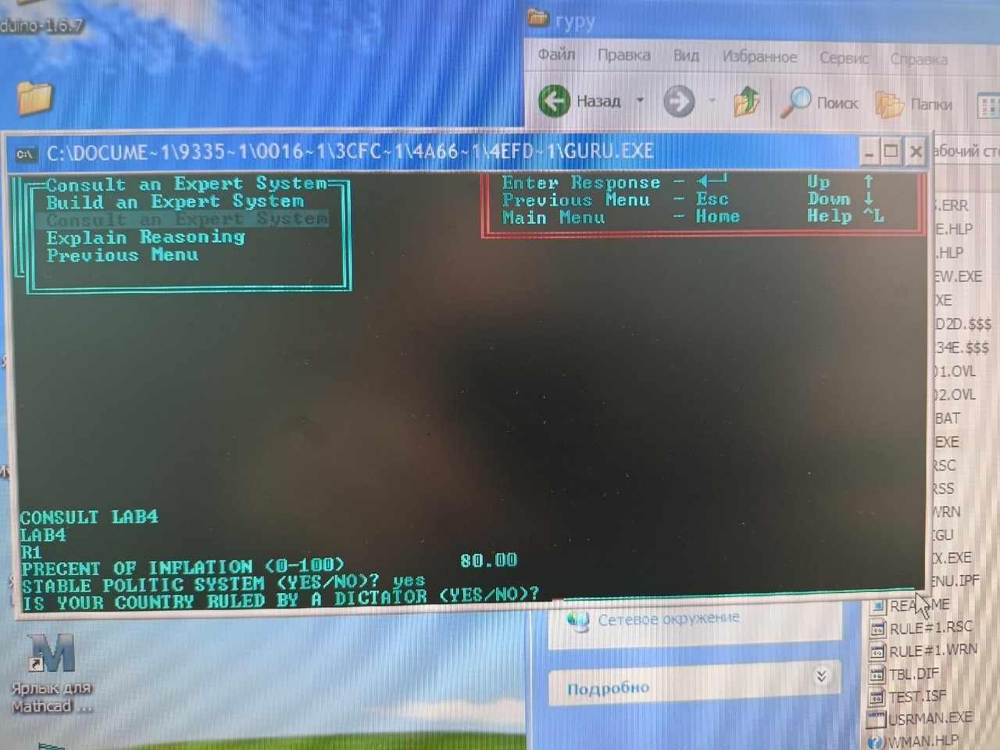 duino-1.6.7
гуру
Файл Правка Вид Избранное Сервис Справка
Назад Поиск Папки
C:\DOCUME~1\9335~1\0016~1\3CFC~1\4A66~1\4EFD~1\GURU.EXE
Consult an Expert System
Build an Expert System
Consult an Expert System
Explain Reasoning
Previous Menu
Enter Response - Up
Previous Menu - Esc Down
Main Menu - Home Help ^L
CONSULT LAB4
LAB4
R1
PRECENT OF INFLATION (0-100) 80.00
STABLE POLITIC SYSTEM (YES/NO)? yes
IS YOUR COUNTRY RULED BY A DICTATOR (YES/NO)?
абочий сто
.ERR
E.HLP
.HLP
EW.EXE
XE
D2D.$$$
34E.$$$
01.OVL
02.OVL
BAT
EXE
RSC
RSS
WRN
GU
X.EXE
ENU.IPF
RULE#1.RSC
RULE#1.WRN
TBL.DIF
TEST.ISF
USRMAN.EXE
WMAN.HLP
Сетевое окружение
Подробно
Ярлык для
Mathcad ...